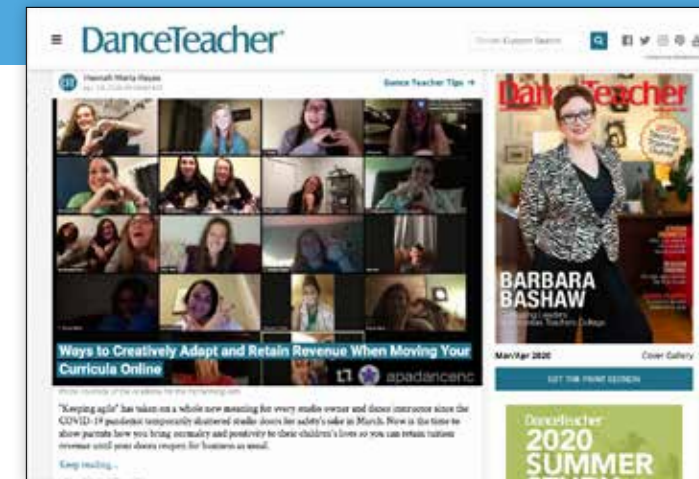 DanceTeacher
Hannah Maria Hayes
Dance Teacher Tips →
Ways to Creatively Adapt and Retain Revenue When Moving Your
Curricula Online
apadancenc
"Keeping agile" has taken on a whole new meaning for every studio owner and dance instructor since the
COVID-19 pandemic temporarily shuttered studio doors for safety's sake in March. Now is the time to
show parents how you bring normalcy and positivity to their children's lives so you can retain tuition
revenue until your doors reopen for business as usual.
Keep reading...
DanceTeacher
BARBARA
BASHAW
Mar/Apr 2020
Cover Gallery
GET THE PRINT EDITION
DanceTeacher
2020
SUMMER
STUDY